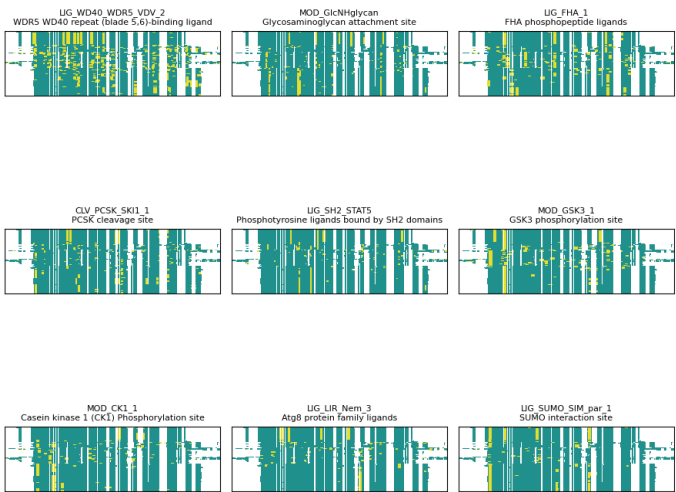 LIG_WD40_WDR5_VDV_2
WDR5 WD40 repeat (blade 5,6)-binding ligand
MOD_GlcNHglycan
Glycosaminoglycan attachment site
LIG_FHA_1
FHA phosphopeptide ligands
CLV_PCSK_SKI1_1
PCSK cleavage site
LIG_SH2_STAT5
Phosphotyrosine ligands bound by SH2 domains
MOD_GSK3_1
GSK3 phosphorylation site
MOD_CK1_1
Casein kinase 1 (CK1) Phosphorylation site
LIG_LIR_Nem_3
Atg8 protein family ligands
LIG_SUMO_SIM_par_1
SUMO interaction site